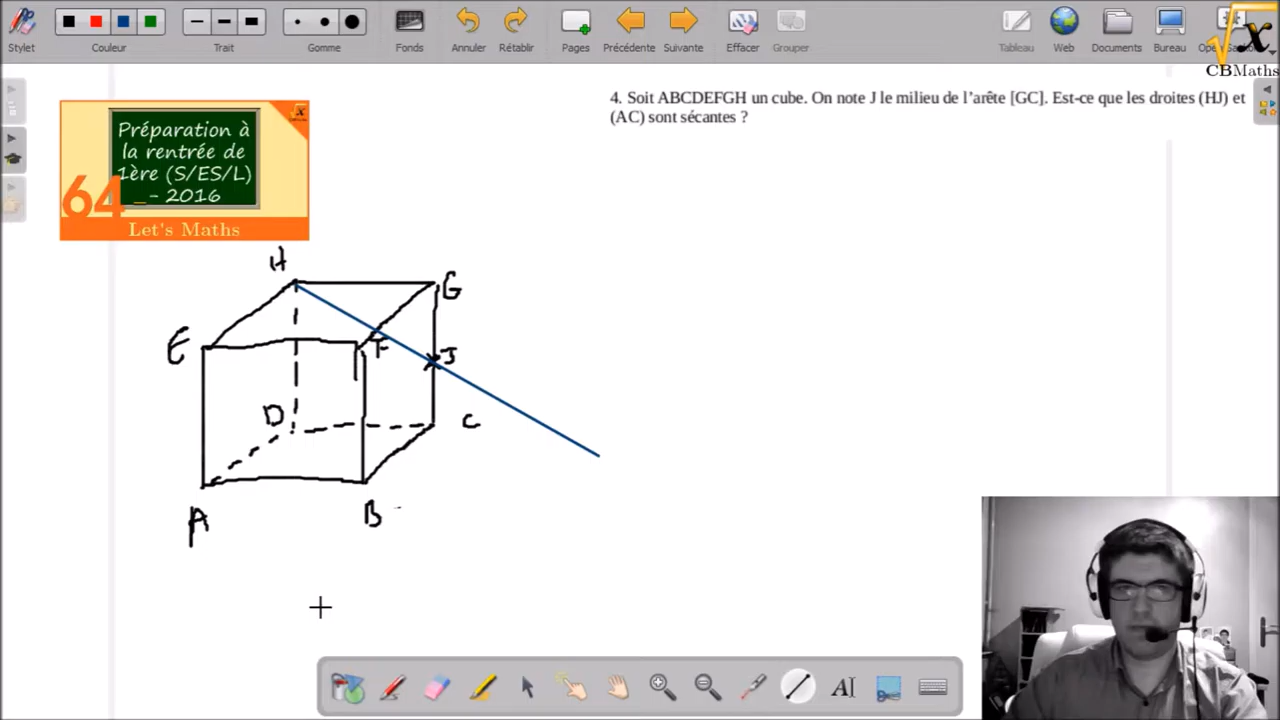 Stylet Couleur Trait Gomme Fonds Annuler Rétablir Pages Précédente Suivante Effacer Grouper Tableau Web Documents Bureau
CBMaths
4. Soit ABCDEFGH un cube. On note J le milieu de l'arête [GC]. Est-ce que les droites (HJ) et
(AC) sont sécantes ?
Préparation à
la rentrée de
1ère (S/ES/L)
- 2016
64
Let's Maths
H
G
E
F
J
D
C
A
B